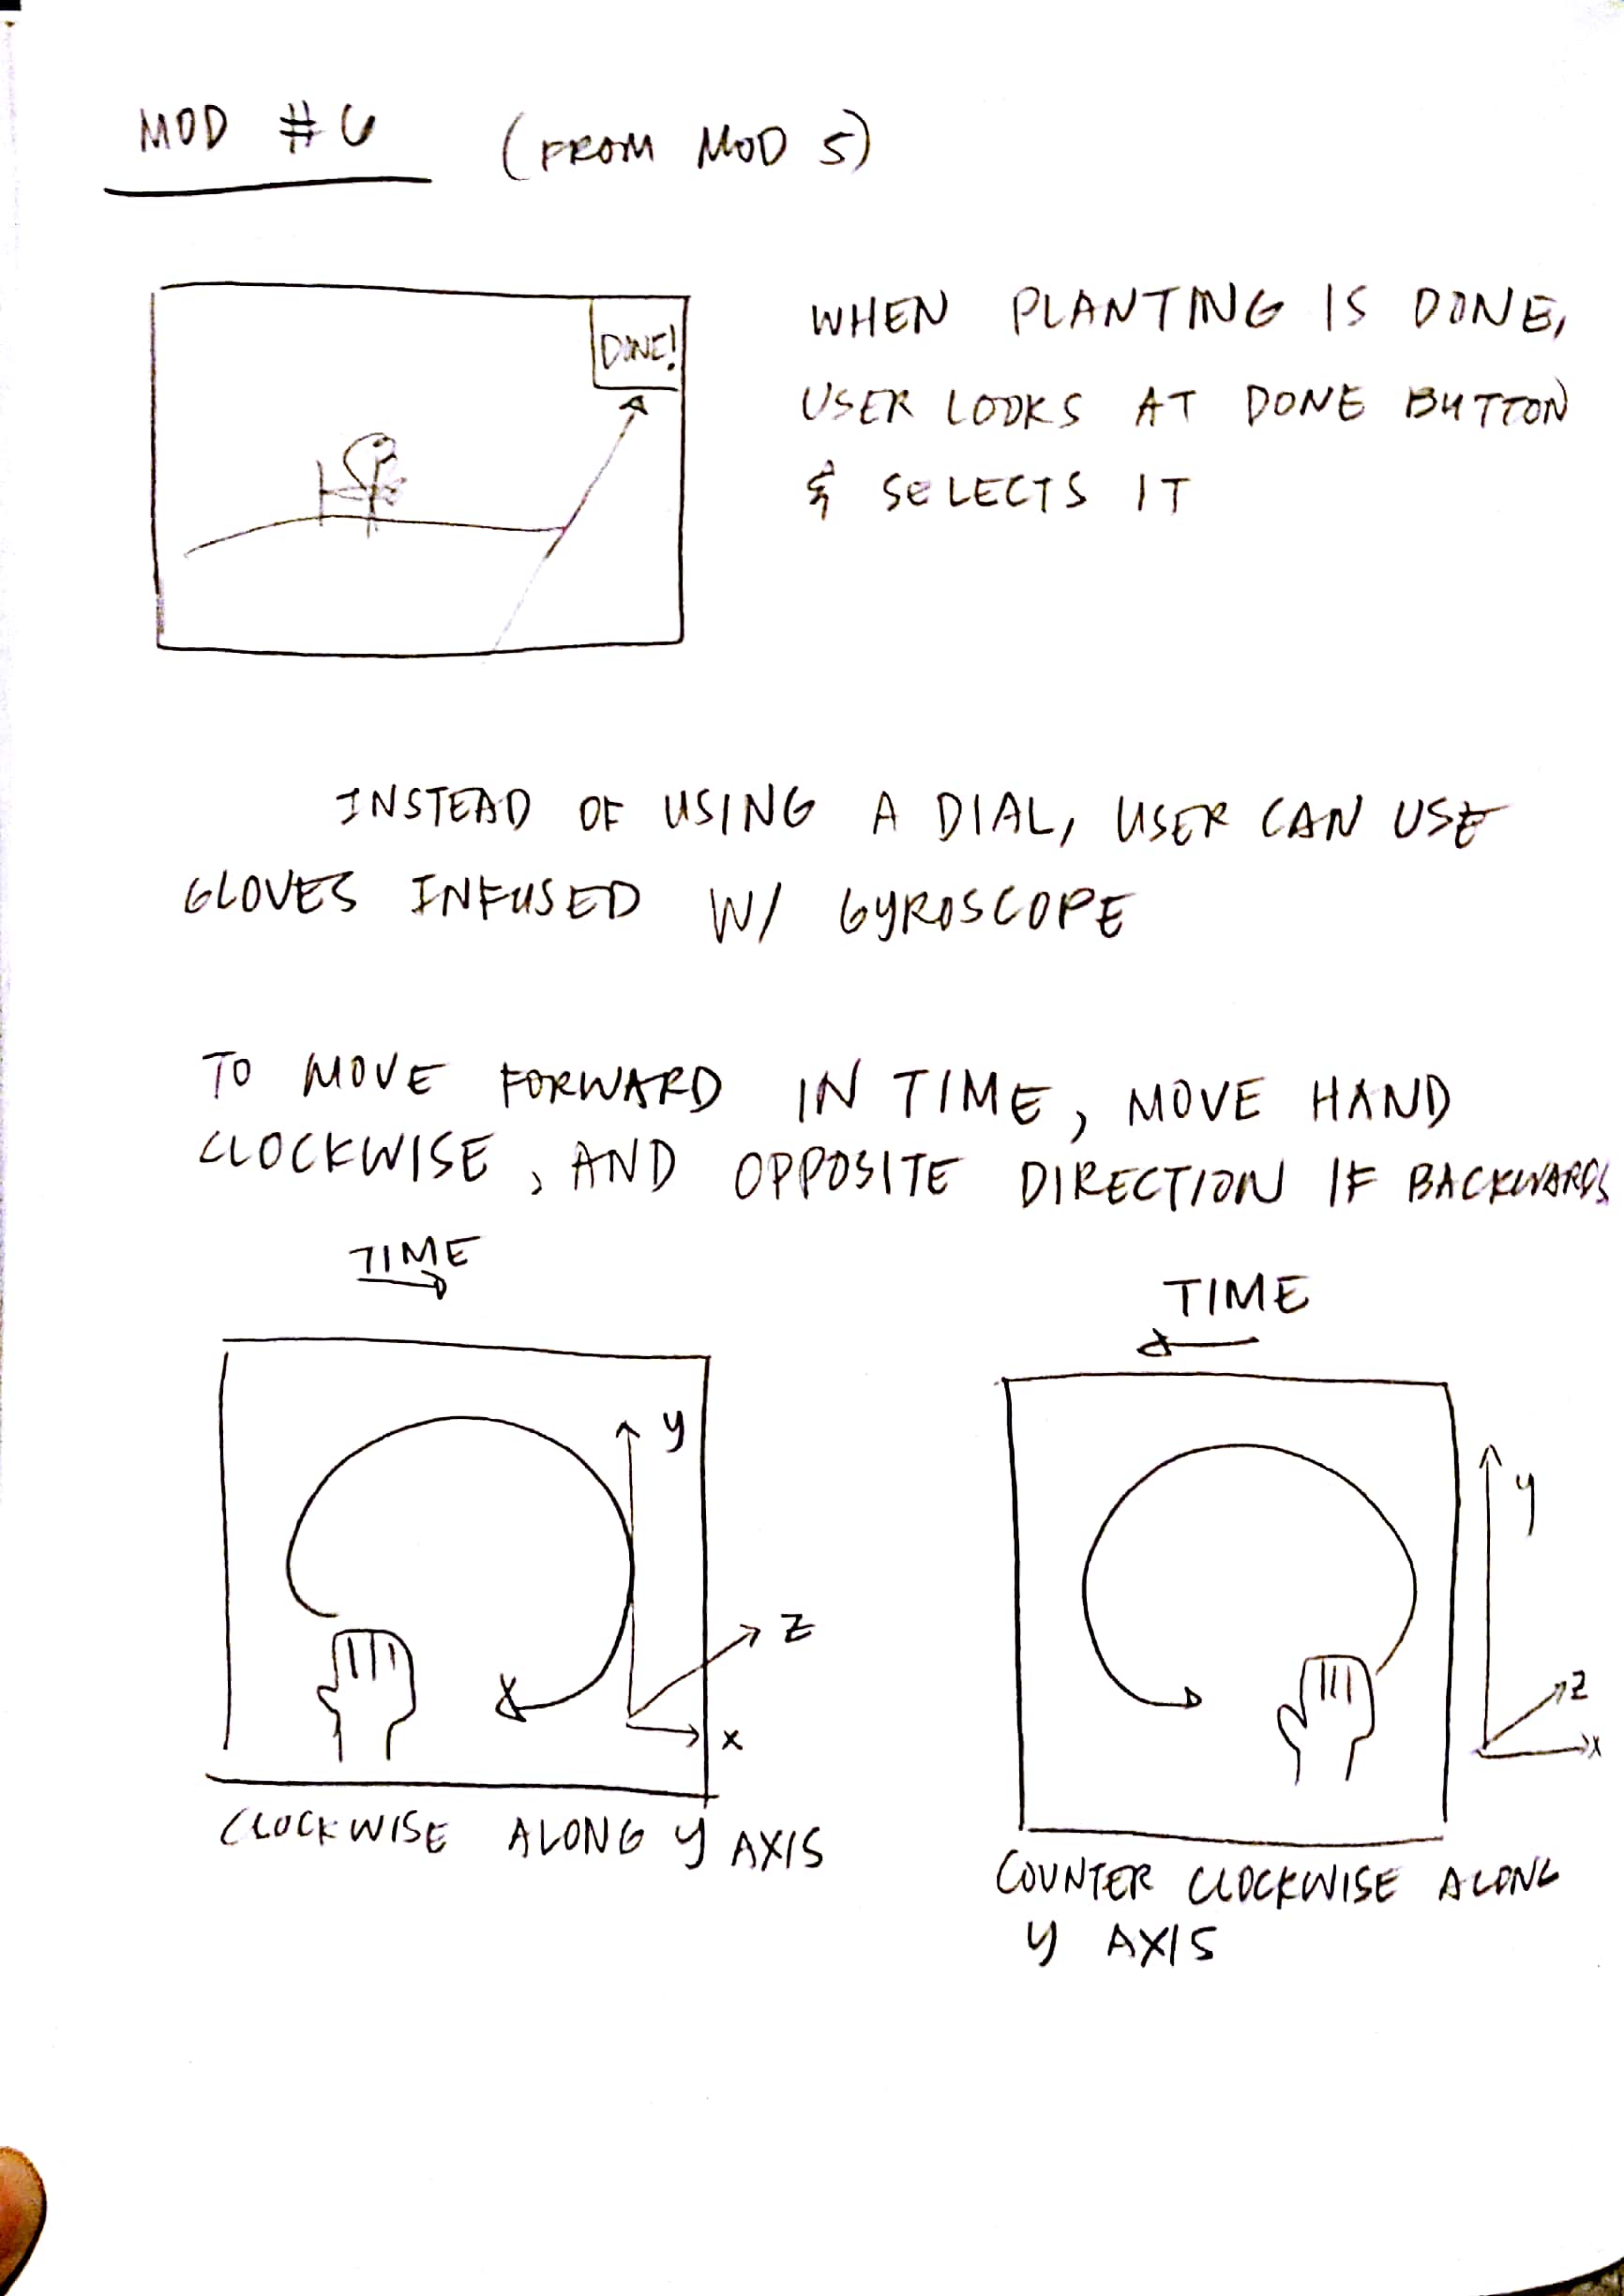 MOD #6 (FROM MOD 5)
DONE!
WHEN PLANTING IS DONE,
USER LOOKS AT DONE BUTTON
& SELECTS IT
INSTEAD OF USING A DIAL, USER CAN USE
GLOVES INFUSED W/ GYROSCOPE
TO MOVE FORWARD IN TIME, MOVE HAND
CLOCKWISE, AND OPPOSITE DIRECTION IF BACKWARDS
TIME
y
z
x
CLOCKWISE ALONG y AXIS
TIME
y
z
x
COUNTER CLOCKWISE ALONG
y AXIS